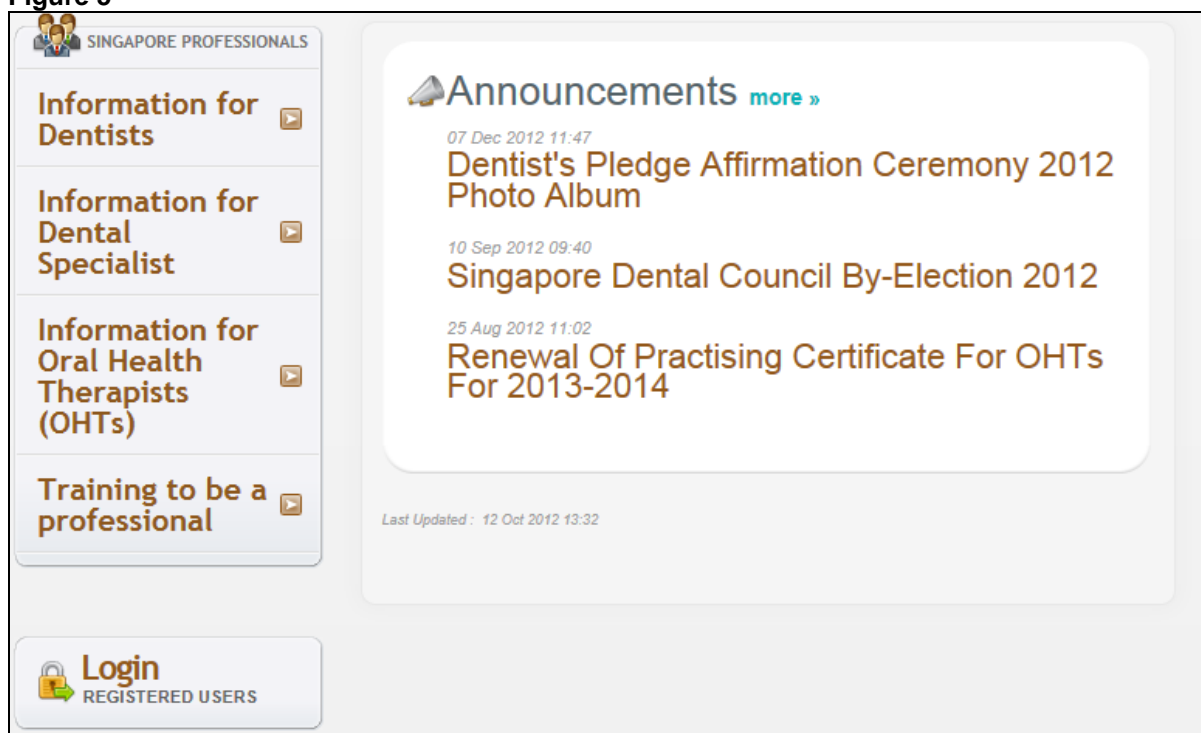 SINGAPORE PROFESSIONALS
Information for
Dentists
Information for
Dental
Specialist
Information for
Oral Health
Therapists
(OHTs)
Training to be a
professional
Login
REGISTERED USERS
Announcements more »
07 Dec 2012 11:47
Dentist's Pledge Affirmation Ceremony 2012
Photo Album
10 Sep 2012 09:40
Singapore Dental Council By-Election 2012
25 Aug 2012 11:02
Renewal Of Practising Certificate For OHTs
For 2013-2014
Last Updated : 12 Oct 2012 13:32